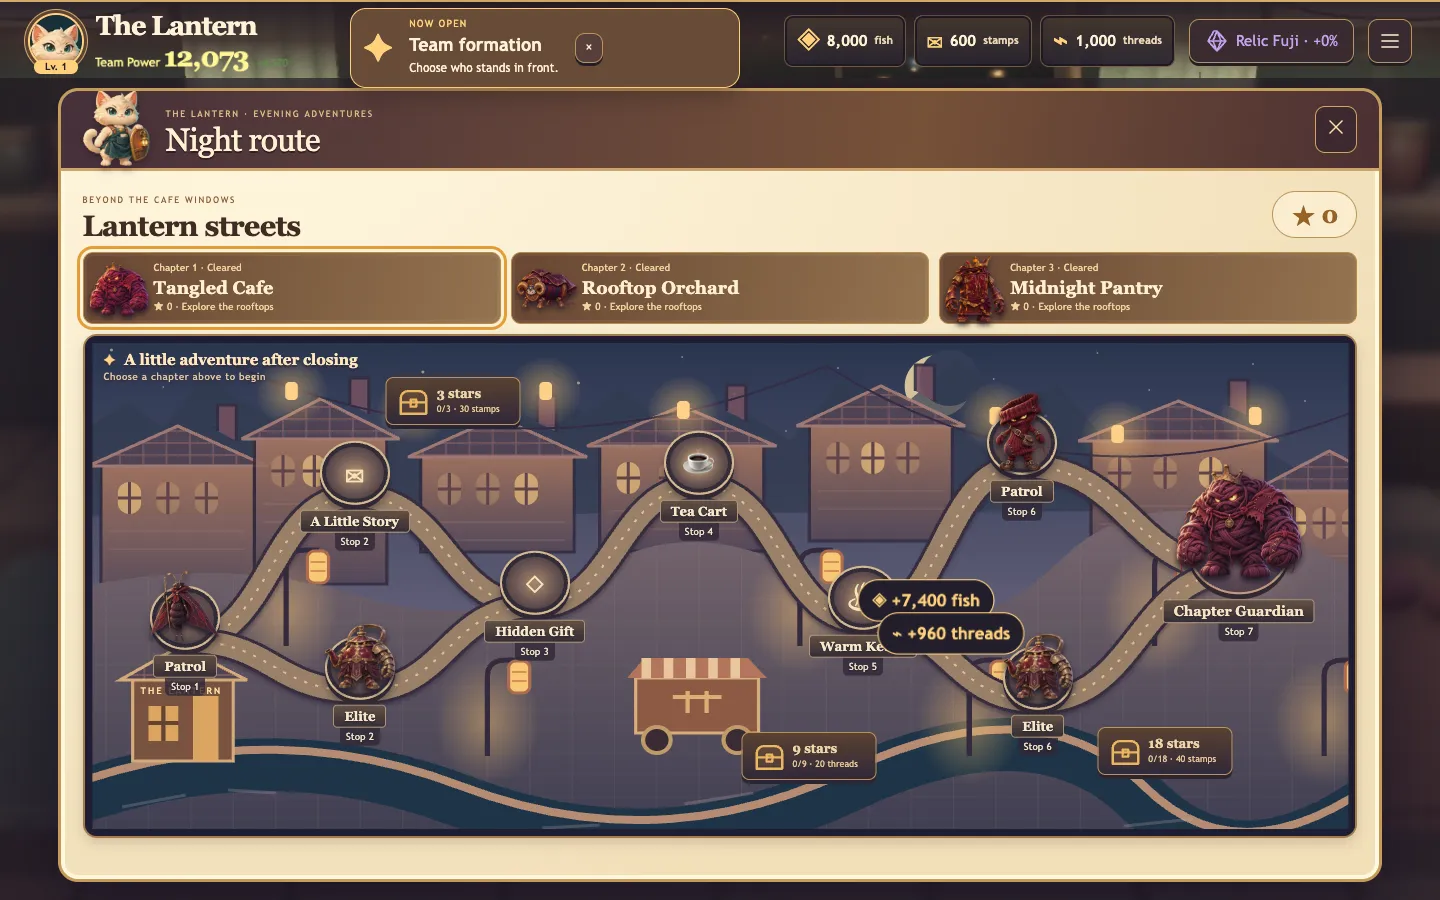 The Lantern
Lv. 1
Team Power 12,073
NOW OPEN
Team formation
Choose who stands in front.
×
8,000 fish
600 stamps
1,000 threads
Relic Fuji · +0%
THE LANTERN · EVENING ADVENTURES
Night route
BEYOND THE CAFE WINDOWS
Lantern streets
★ 0
Chapter 1 · Cleared
Tangled Cafe
★ 0 · Explore the rooftops
Chapter 2 · Cleared
Rooftop Orchard
★ 0 · Explore the rooftops
Chapter 3 · Cleared
Midnight Pantry
★ 0 · Explore the rooftops
✦ A little adventure after closing
Choose a chapter above to begin
3 stars
0/3 · 30 stamps
A Little Story
Stop 2
Tea Cart
Stop 4
Patrol
Stop 6
Hidden Gift
Stop 3
+7,400 fish
+960 threads
Warm Ke
Stop 5
Chapter Guardian
Stop 7
Patrol
Stop 1
THE RN
Elite
Stop 2
Elite
Stop 6
9 stars
0/9 · 20 threads
18 stars
0/18 · 40 stamps